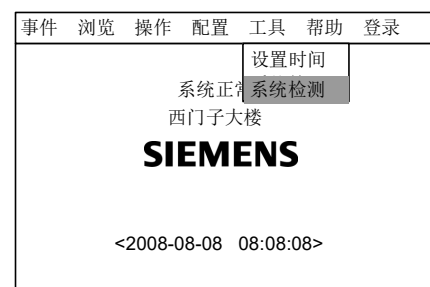 事件 浏览 操作 配置 工具 帮助 登录
设置时间
系统检测
系统正
西门子大楼
SIEMENS
<2008-08-08 08:08:08>